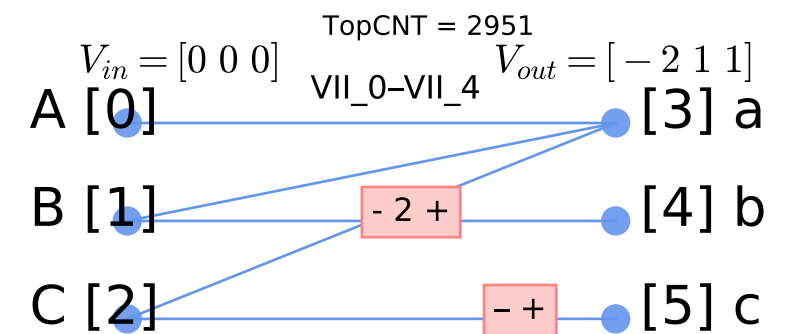 TopCNT = 2951
V_in = [0 0 0]
V_out = [− 2 1 1]
VII_0–VII_4
A [0]
[3] a
B [1]
- 2 +
[4] b
C [2]
– +
[5] c